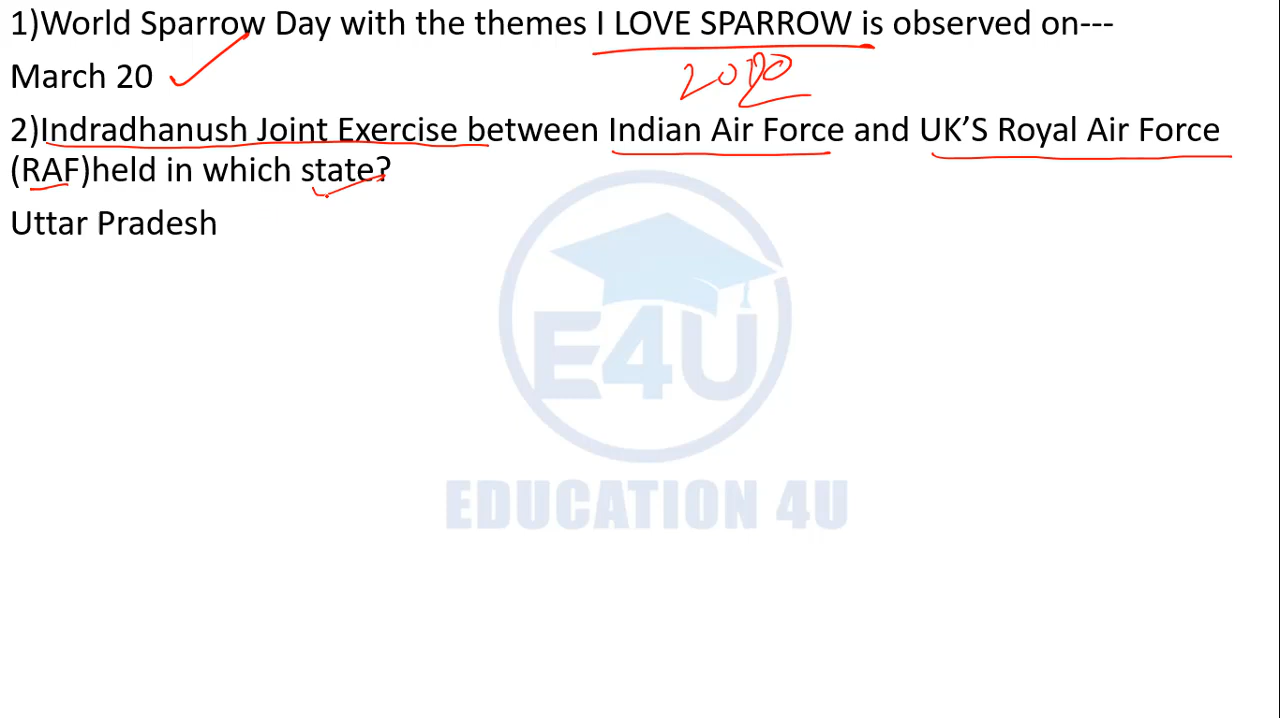 1)World Sparrow Day with the themes I LOVE SPARROW is observed on---
March 20
2020
2)Indradhanush Joint Exercise between Indian Air Force and UK’S Royal Air Force
(RAF)held in which state?
Uttar Pradesh
E4U
EDUCATION 4U